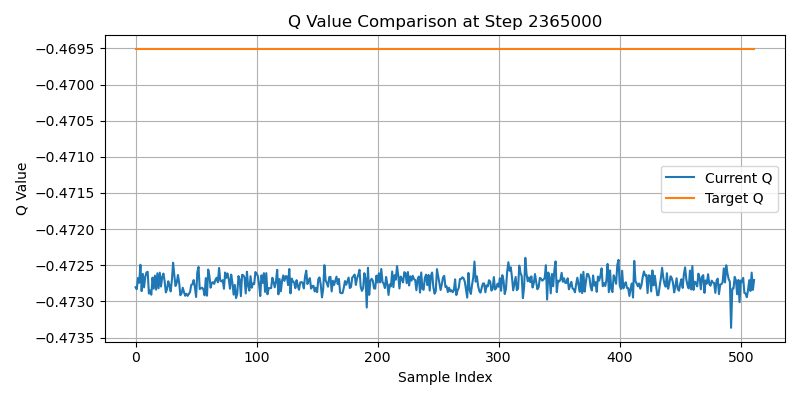 Q Value Comparison at Step 2365000
−0.4695
−0.4700
−0.4705
−0.4710
−0.4715
−0.4720
−0.4725
−0.4730
−0.4735
Q Value
Current Q
Target Q
0 100 200 300 400 500
Sample Index